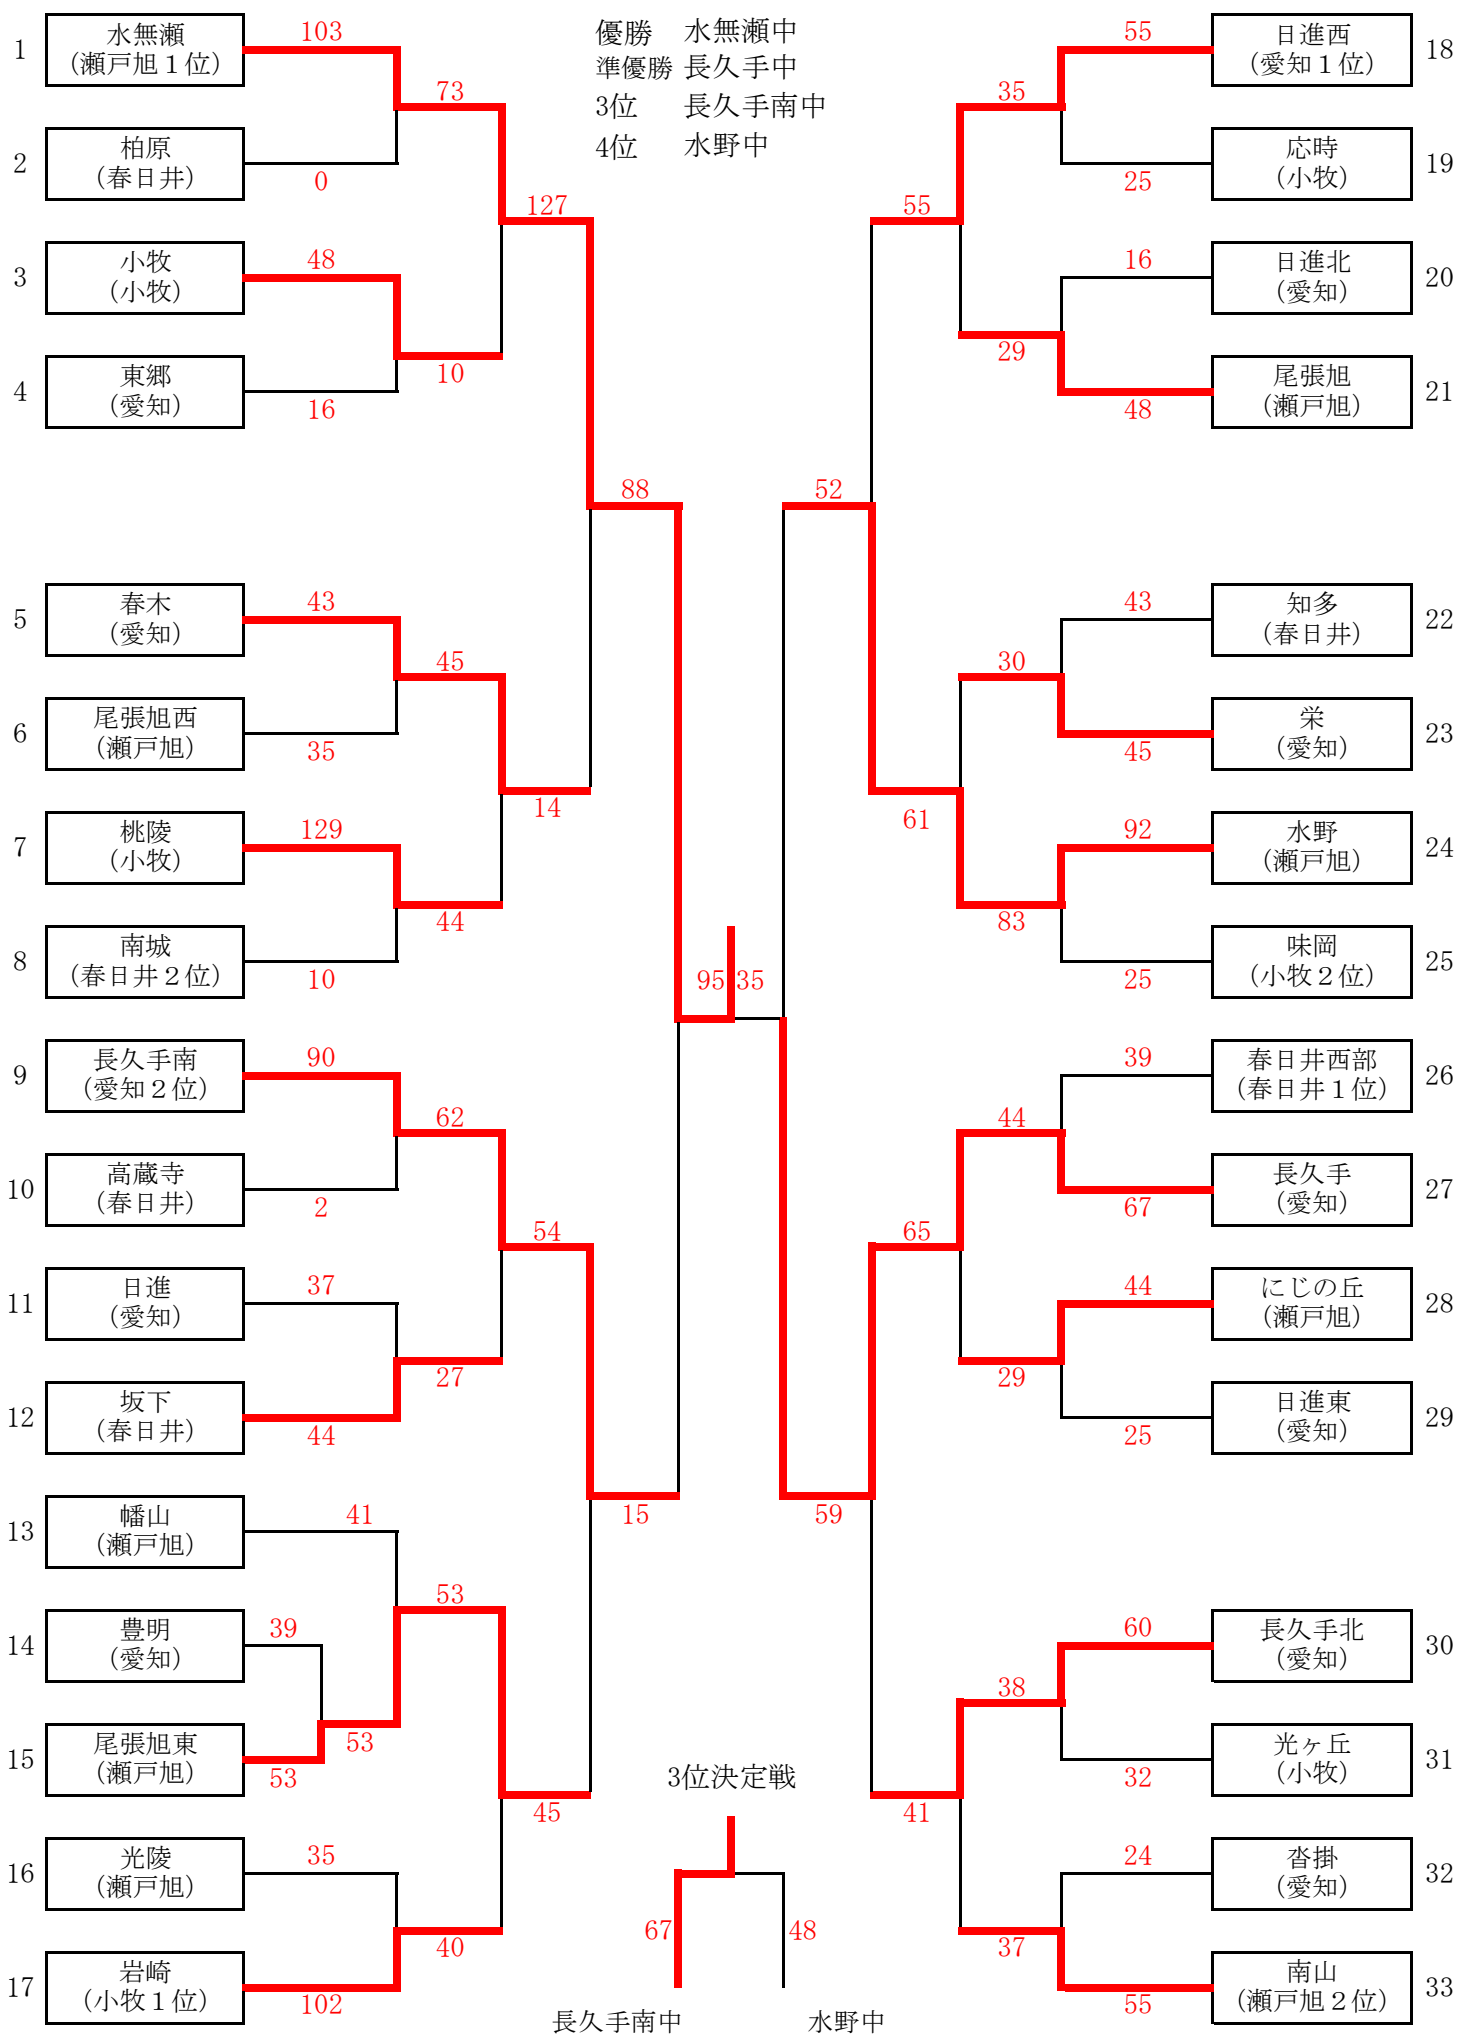 優勝 水無瀬中
準優勝 長久手中
3位 長久手南中
4位 水野中
1 水無瀬
(瀬戸旭１位)
103
73
2 柏原
(春日井)
0
127
3 小牧
(小牧)
48
10
4 東郷
(愛知)
16
88
5 春木
(愛知)
43
45
6 尾張旭西
(瀬戸旭)
35
14
7 桃陵
(小牧)
129
44
8 南城
(春日井２位)
10
95 35
9 長久手南
(愛知２位)
90
62
10 高蔵寺
(春日井)
2
54
11 日進
(愛知)
37
27
12 坂下
(春日井)
44
15
13 幡山
(瀬戸旭)
41
53
14 豊明
(愛知)
39
53
15 尾張旭東
(瀬戸旭)
53
45
16 光陵
(瀬戸旭)
35
40
17 岩崎
(小牧１位)
102
55
日進西
(愛知１位)
18
35
応時
(小牧)
19
25
55
16
日進北
(愛知)
20
29
尾張旭
(瀬戸旭)
21
48
52
43
知多
(春日井)
22
30
栄
(愛知)
23
45
61
92
水野
(瀬戸旭)
24
83
味岡
(小牧２位)
25
25
39
春日井西部
(春日井１位)
26
44
長久手
(愛知)
27
67
65
44
にじの丘
(瀬戸旭)
28
29
日進東
(愛知)
29
25
59
60
長久手北
(愛知)
30
38
光ヶ丘
(小牧)
31
32
41
24
沓掛
(愛知)
32
37
南山
(瀬戸旭２位)
33
55
3位決定戦
67 48
長久手南中 水野中